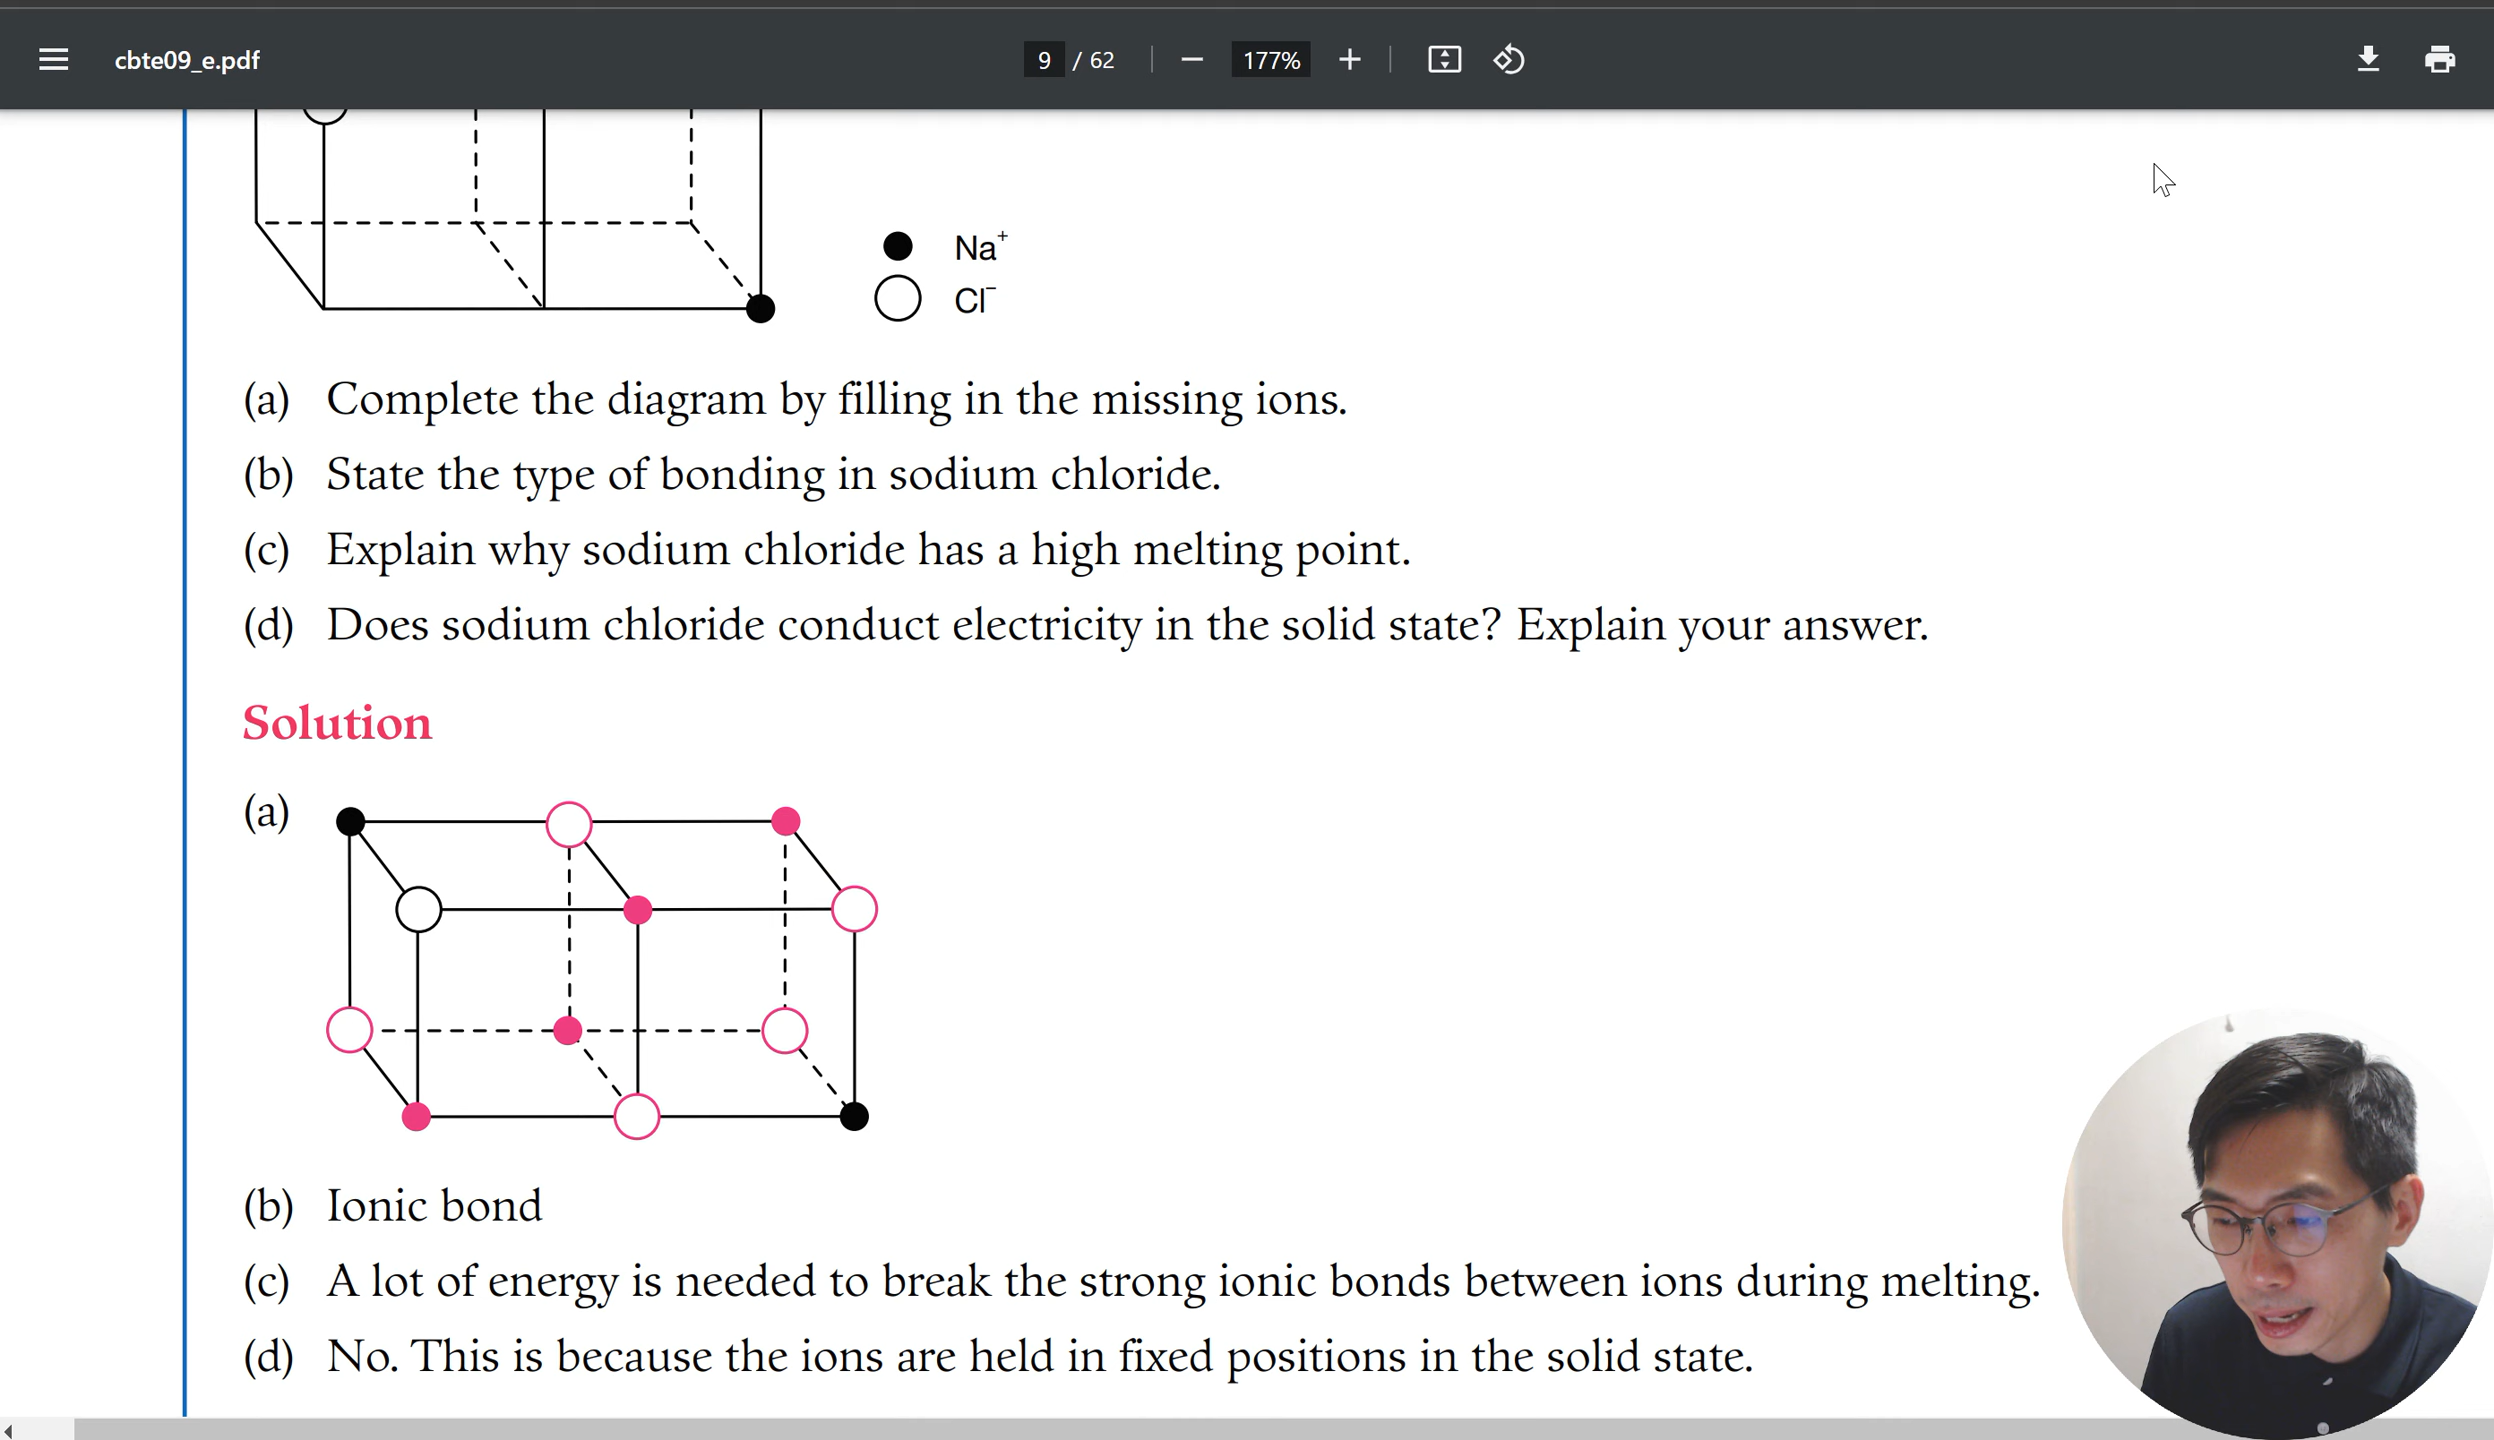 cbte09_e.pdf
9 / 62
177%
Na⁺
Cl⁻
(a) Complete the diagram by filling in the missing ions.
(b) State the type of bonding in sodium chloride.
(c) Explain why sodium chloride has a high melting point.
(d) Does sodium chloride conduct electricity in the solid state? Explain your answer.
Solution
(a)
(b) Ionic bond
(c) A lot of energy is needed to break the strong ionic bonds between ions during melting.
(d) No. This is because the ions are held in fixed positions in the solid state.